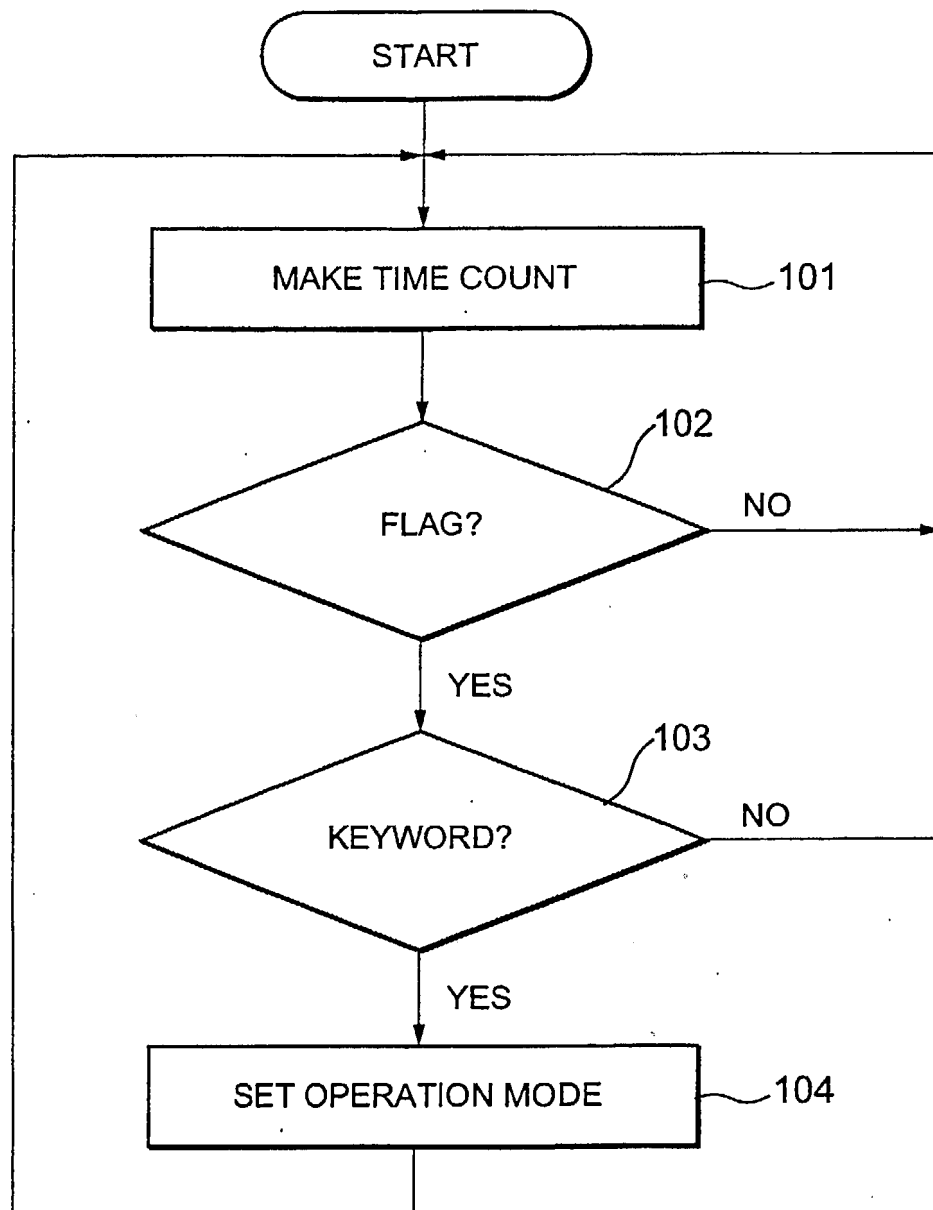 START
MAKE TIME COUNT
101
102
FLAG?
NO
YES
103
KEYWORD?
NO
YES
SET OPERATION MODE
104